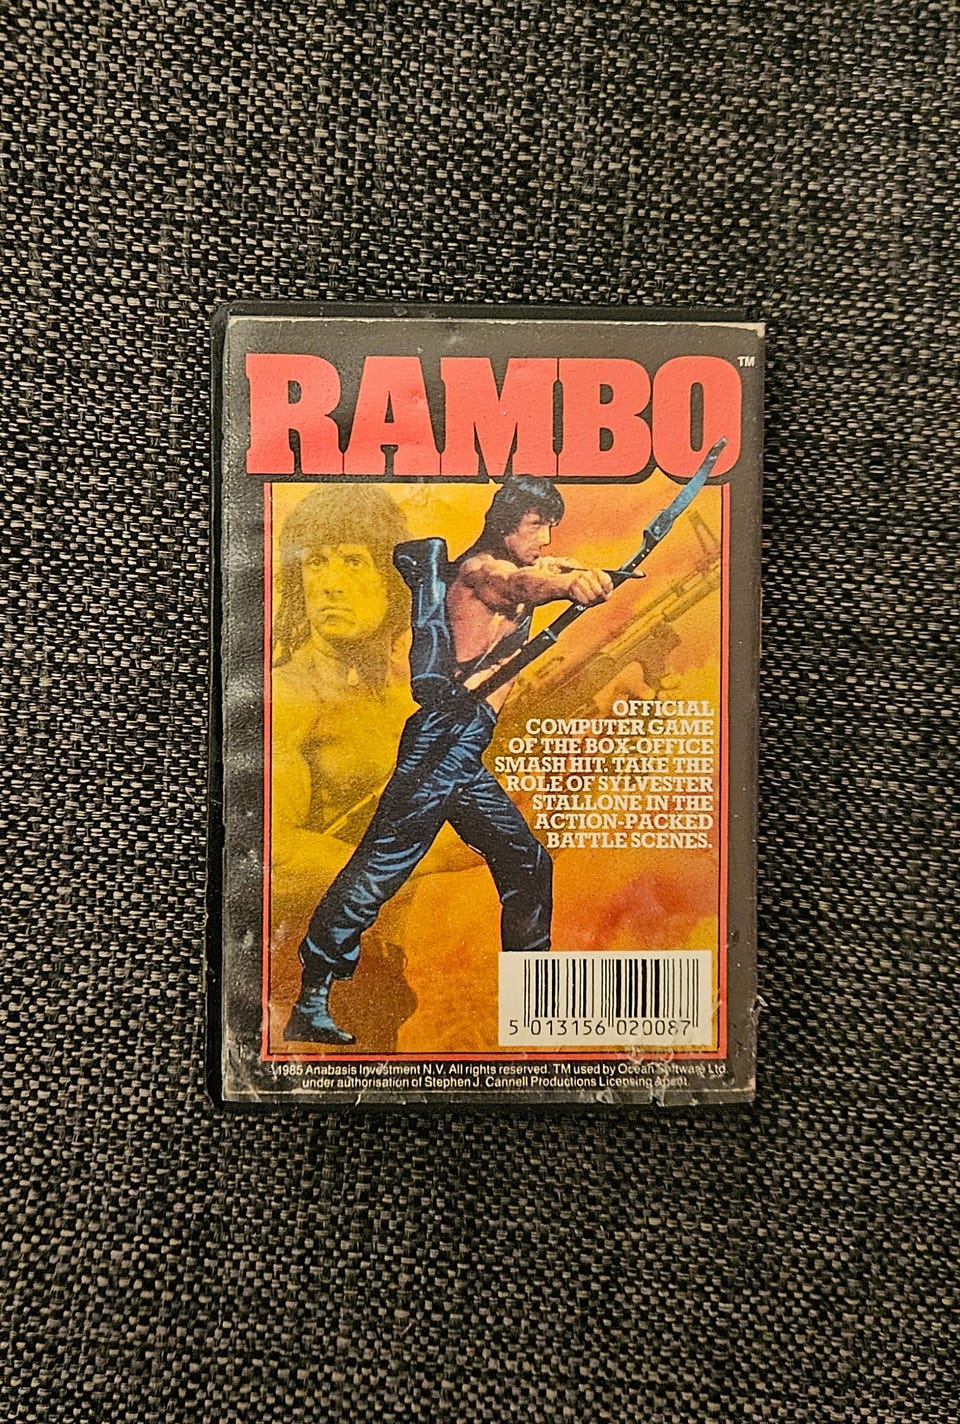 RAMBO™
OFFICIAL
COMPUTER GAME
OF THE BOX-OFFICE
SMASH HIT. TAKE THE
ROLE OF SYLVESTER
STALLONE IN THE
ACTION-PACKED
BATTLE SCENES.
5 013156 020087
©1985 Anabasis Investment N.V. All rights reserved. TM used by Ocean Software Ltd.
under authorisation of Stephen J. Cannell Productions Licensing Agent.